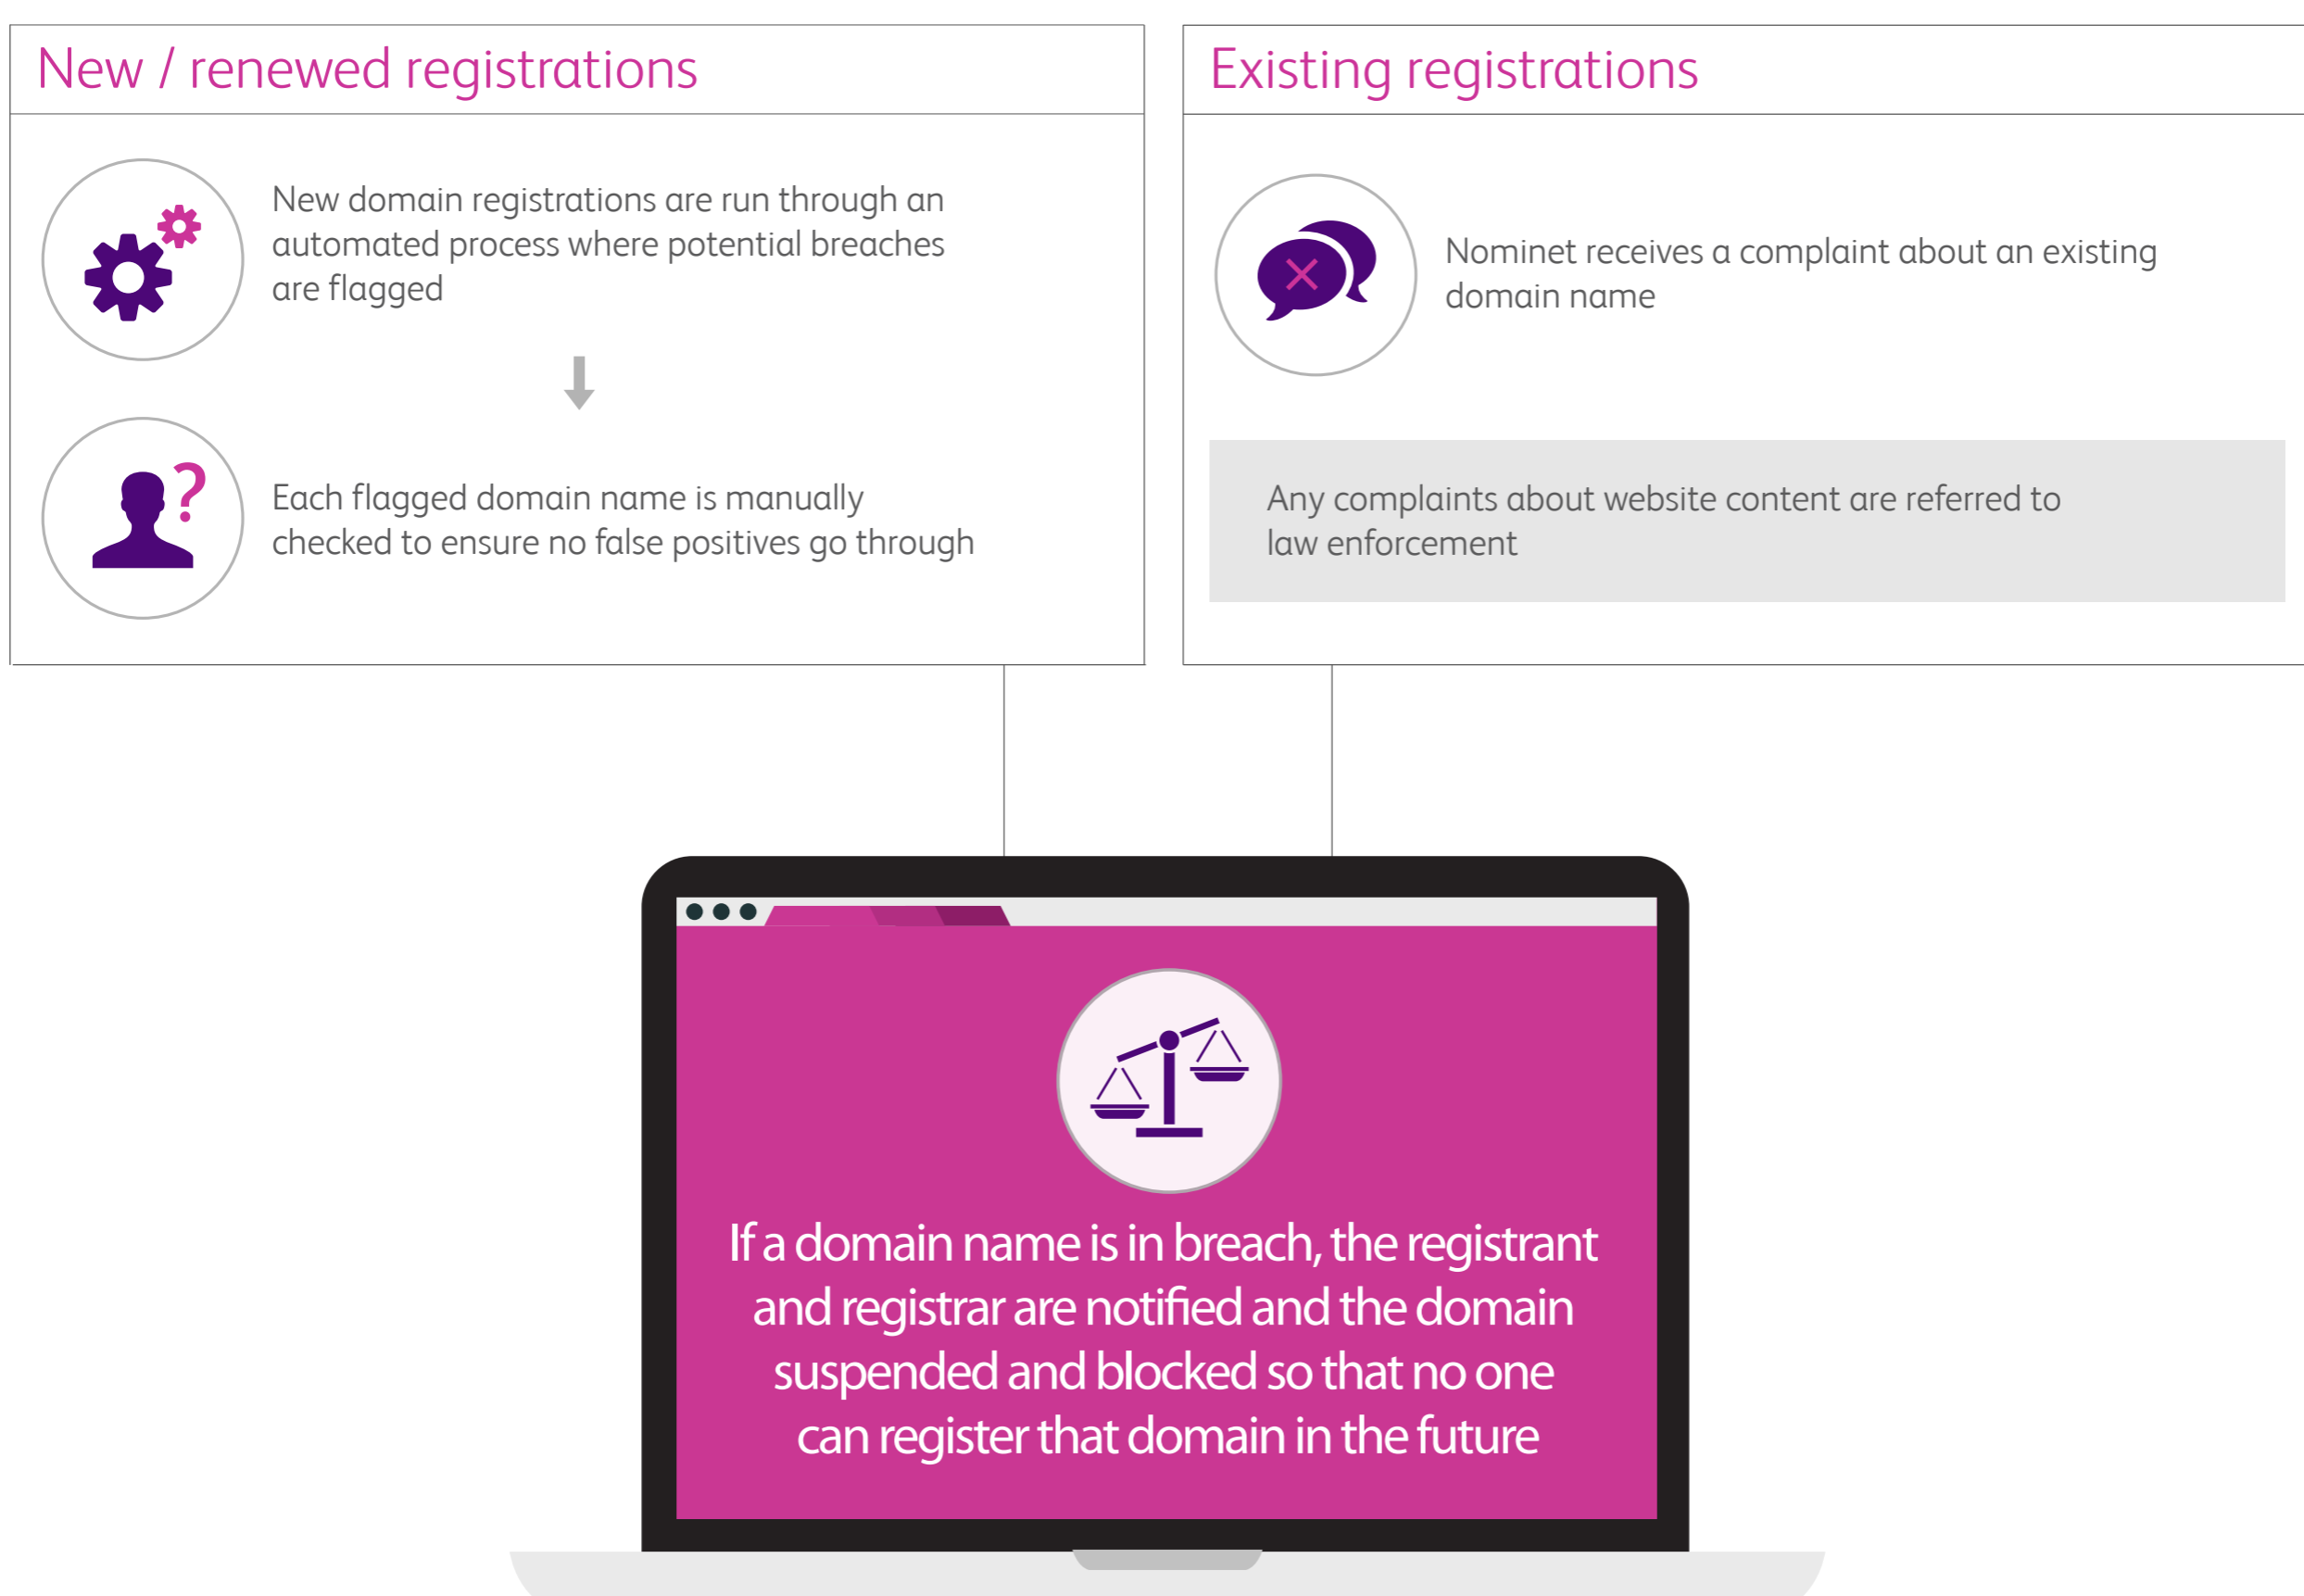 New / renewed registrations
New domain registrations are run through an
automated process where potential breaches
are flagged
?
Each flagged domain name is manually
checked to ensure no false positives go through
Existing registrations
Nominet receives a complaint about an existing
domain name
Any complaints about website content are referred to
law enforcement
If a domain name is in breach, the registrant
and registrar are notified and the domain
suspended and blocked so that no one
can register that domain in the future